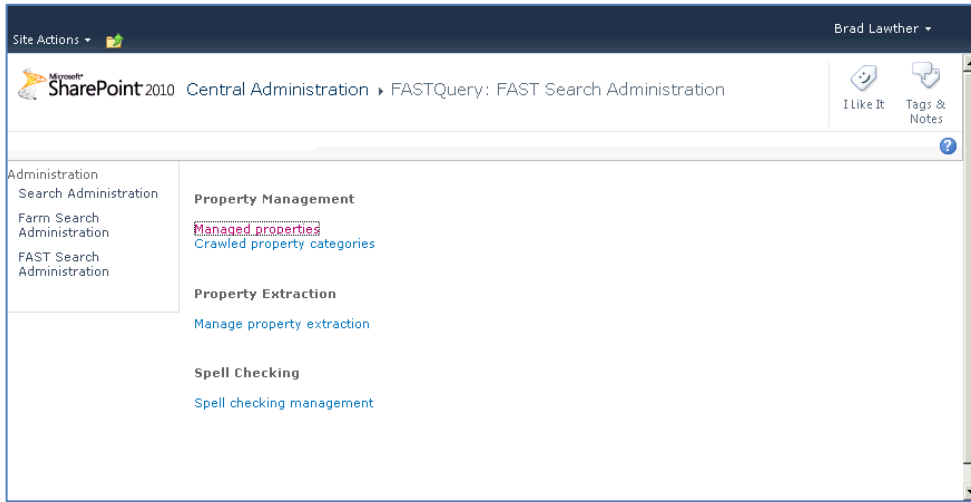 Brad Lawther
Site Actions
Microsoft®
SharePoint 2010 Central Administration ▸ FASTQuery: FAST Search Administration
I Like It
Tags &
Notes
?
Administration
Search Administration
Farm Search
Administration
FAST Search
Administration
Property Management
Managed properties
Crawled property categories
Property Extraction
Manage property extraction
Spell Checking
Spell checking management